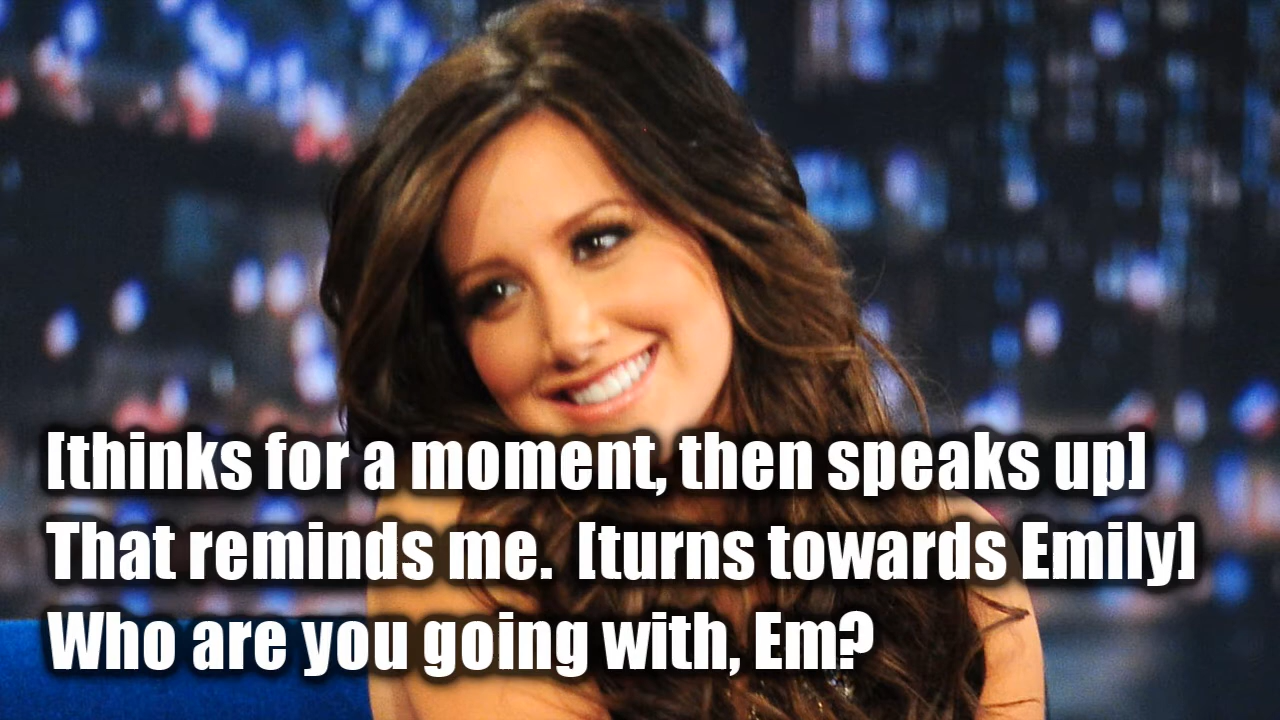 [thinks for a moment, then speaks up]
That reminds me.  [turns towards Emily]
Who are you going with, Em?